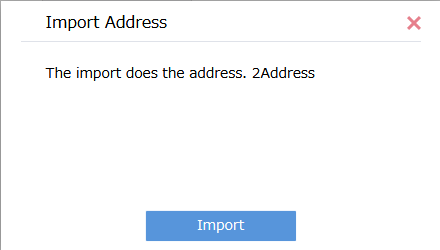 Import Address
The import does the address. 2Address
Import